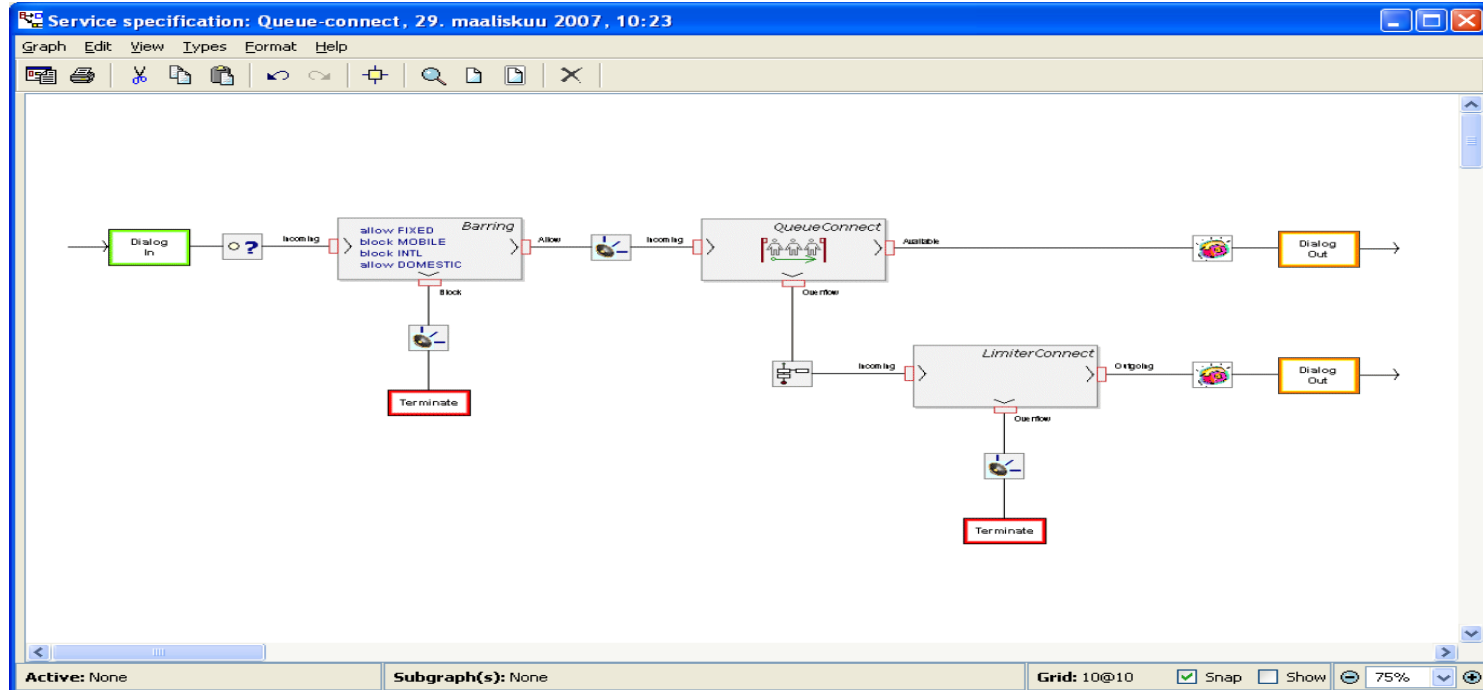 Service specification: Queue-connect, 29. maaliskuu 2007, 10:23
Graph Edit View Types Format Help
Dialog
In
?
Incoming
Barring
allow FIXED
block MOBILE
block INTL
allow DOMESTIC
Allow
Block
Terminate
Incoming
QueueConnect
Available
Overflow
Dialog
Out
Incoming
LimiterConnect
Outgoing
Overflow
Dialog
Out
Terminate
Active: None
Subgraph(s): None
Grid: 10@10
Snap
Show
75%